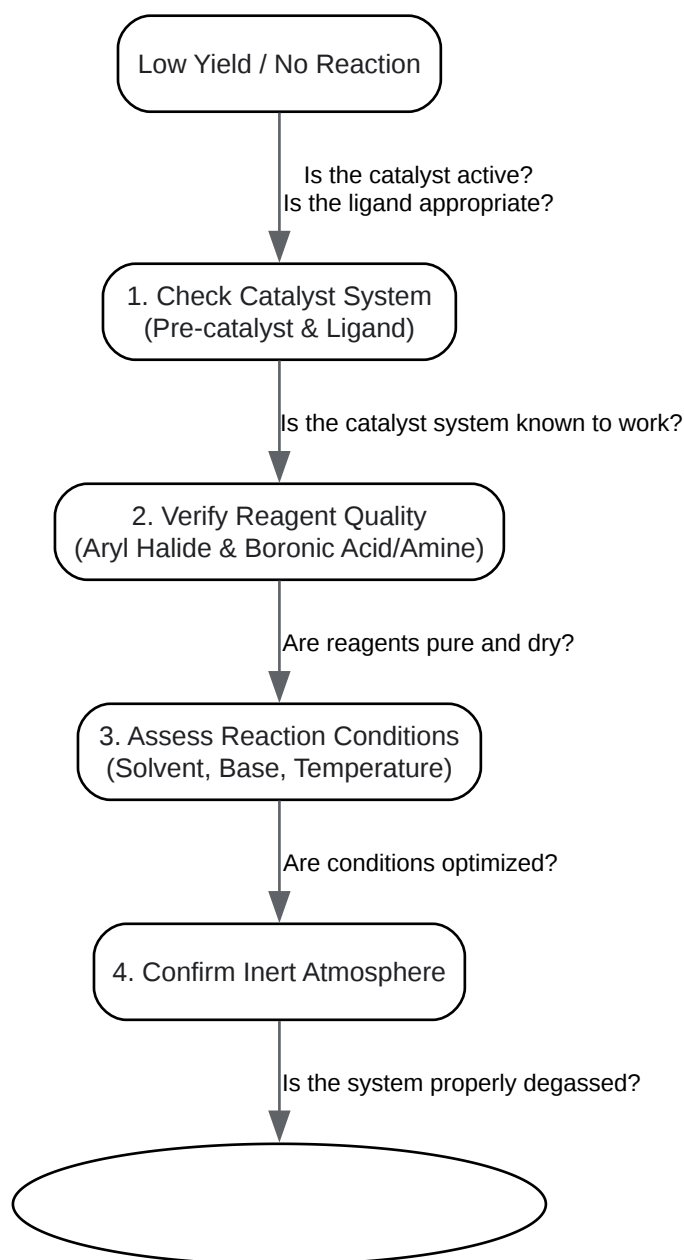 Low Yield / No Reaction
Is the catalyst active?
Is the ligand appropriate?
1. Check Catalyst System
(Pre-catalyst & Ligand)
Is the catalyst system known to work?
2. Verify Reagent Quality
(Aryl Halide & Boronic Acid/Amine)
Are reagents pure and dry?
3. Assess Reaction Conditions
(Solvent, Base, Temperature)
Are conditions optimized?
4. Confirm Inert Atmosphere
Is the system properly degassed?